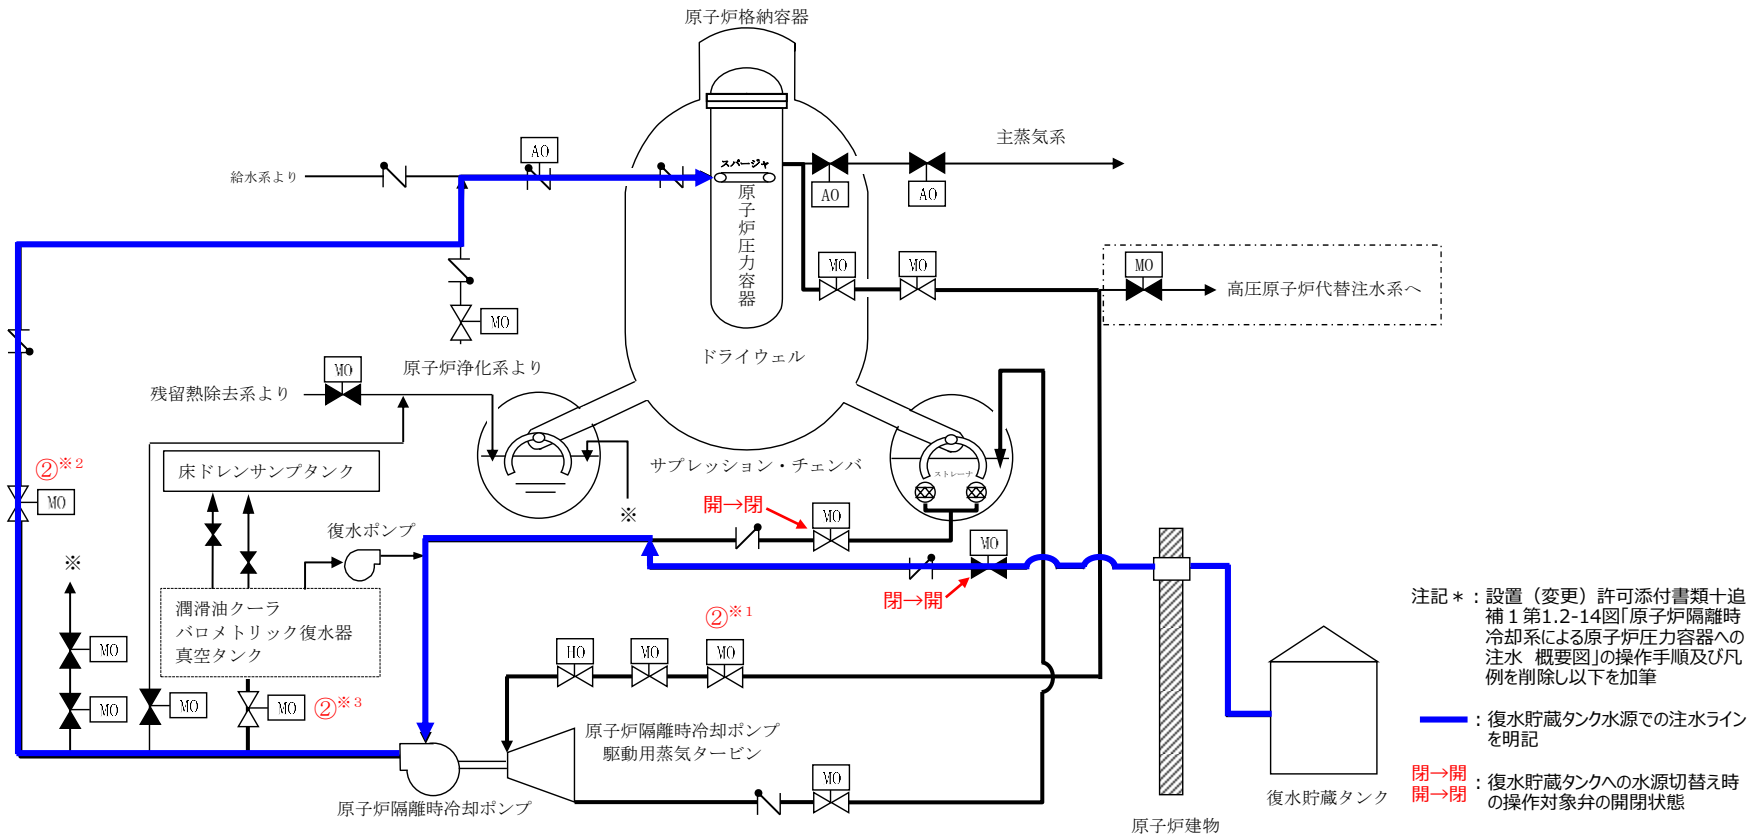 原子炉格納容器
主蒸気系
AO
スパージャ
給水系より
AO
AO
原子炉圧力容器
MO
MO
MO
高圧原子炉代替注水系へ
MO
ドライウェル
原子炉浄化系より
MO
残留熱除去系より
サプレッション・チェンバ
②※2
床ドレンサンプタンク
ストレーナ
MO
開→閉
MO
※
復水ポンプ
MO
※
閉→開
潤滑油クーラ
バロメトリック復水器
真空タンク
②※1
HO
MO
MO
MO
MO
MO
MO
②※3
原子炉隔離時冷却ポンプ
駆動用蒸気タービン
MO
原子炉隔離時冷却ポンプ
復水貯蔵タンク
原子炉建物
注記*:設置(変更)許可添付書類十追
補1第1.2-14図「原子炉隔離時
冷却系による原子炉圧力容器への
注水 概要図」の操作手順及び凡
例を削除し以下を加筆
:復水貯蔵タンク水源での注水ライン
を明記
閉→開
開→閉
:復水貯蔵タンクへの水源切替え時
の操作対象弁の開閉状態